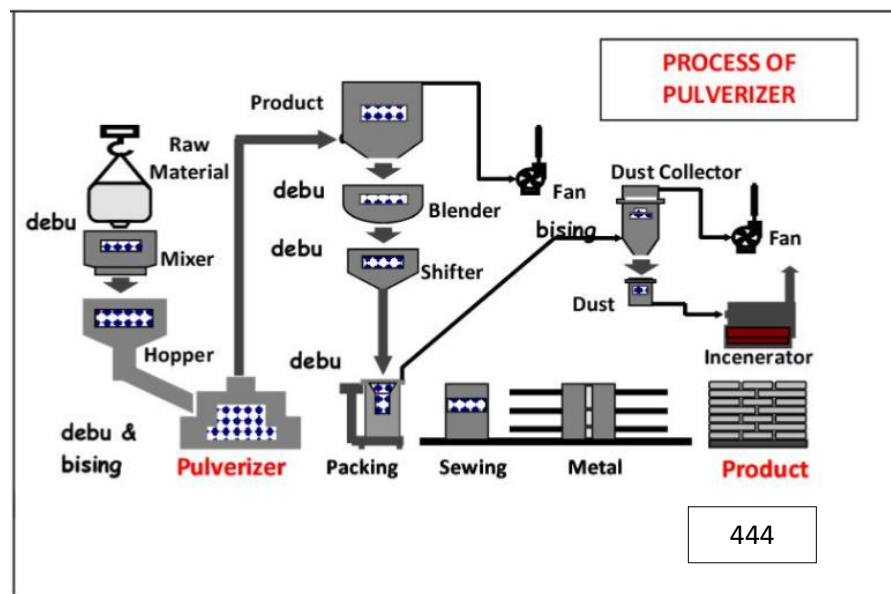 PROCESS OF
PULVERIZER
Product
Raw
Material
debu
Mixer
Hopper
debu &
bising
Pulverizer
debu
Blender
debu
Shifter
debu
Fan
bising
Dust Collector
Fan
Dust
Incenerator
Packing
Sewing
Metal
Product
444